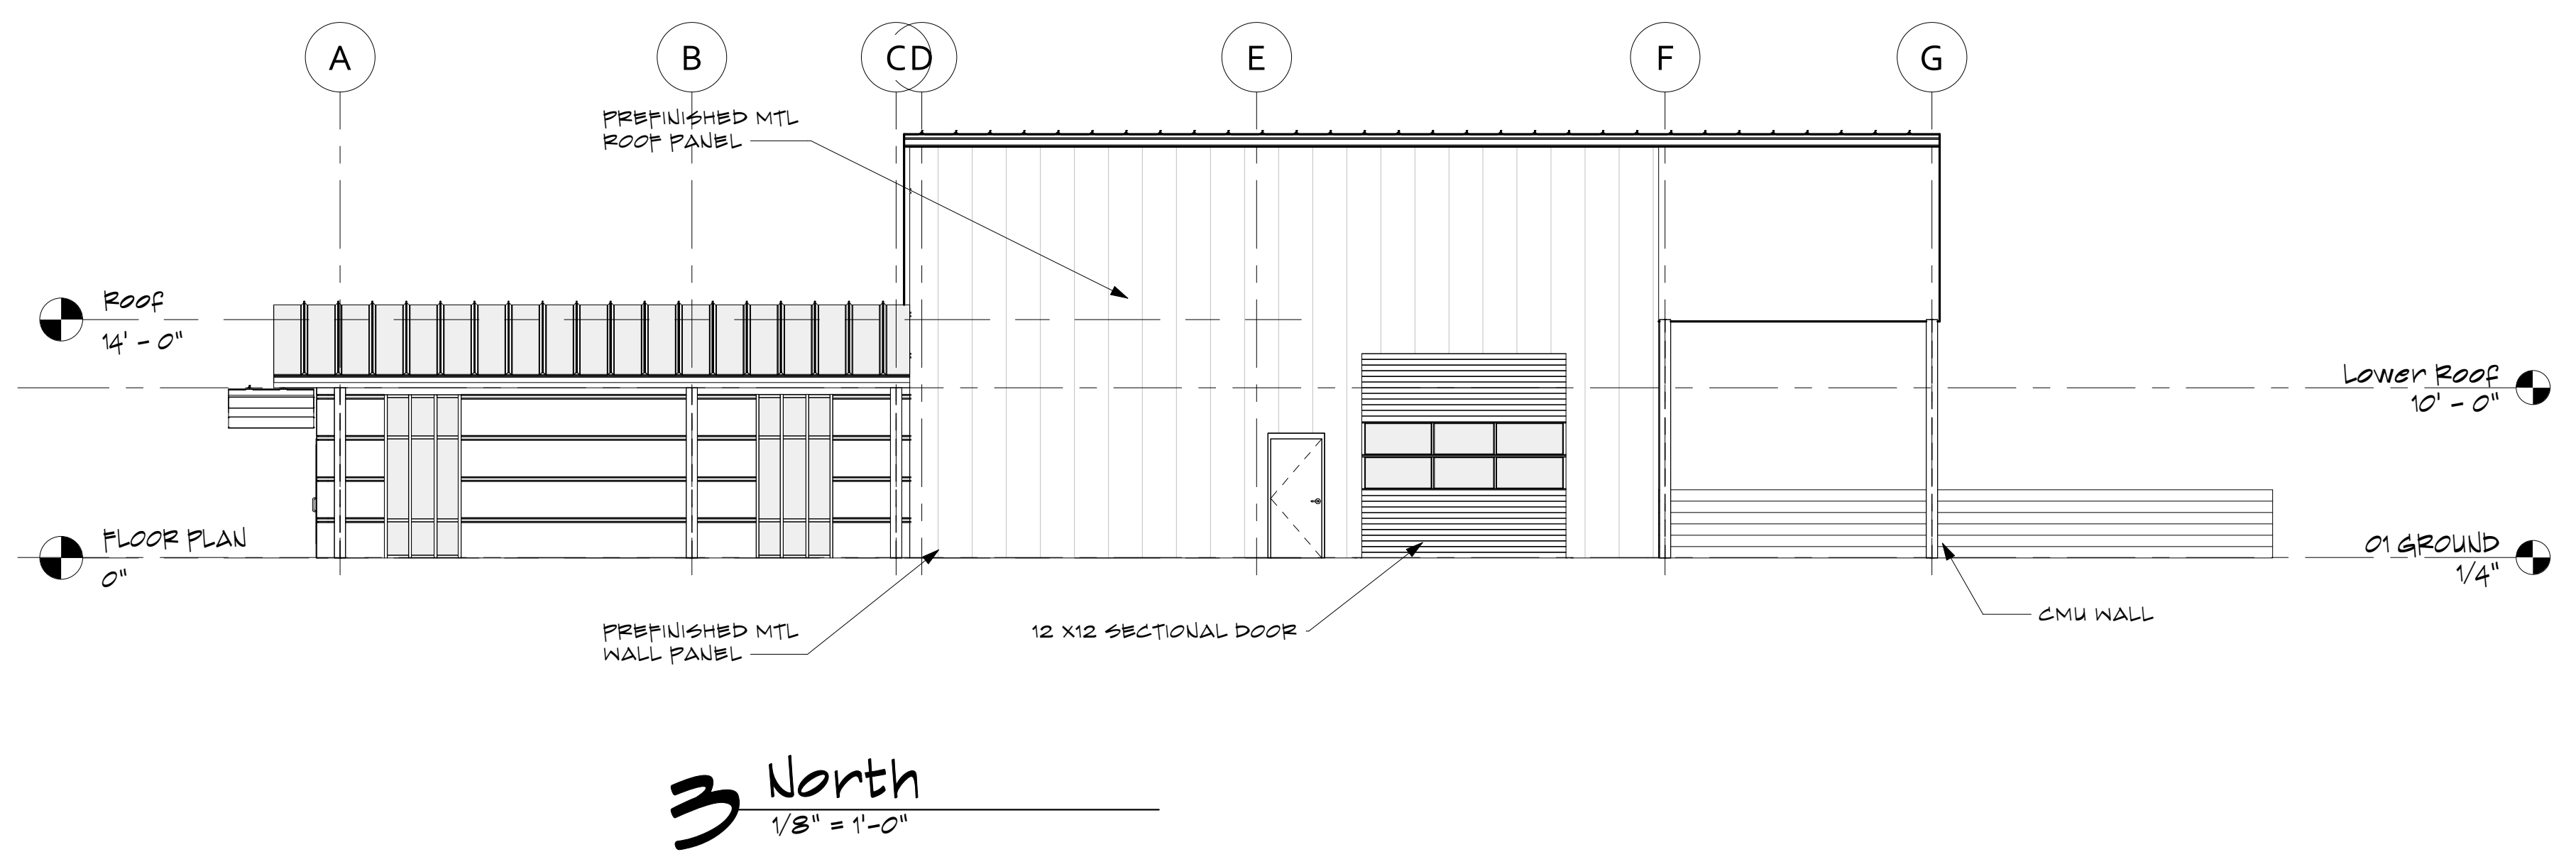 A
B
C
D
E
F
G
PREFINISHED MTL
ROOF PANEL
Roof
14' - 0"
Lower Roof
10' - 0"
FLOOR PLAN
0"
01 GROUND
1/4"
PREFINISHED MTL
WALL PANEL
12 X12 SECTIONAL DOOR
CMU WALL
3
North
1/8" = 1'-0"